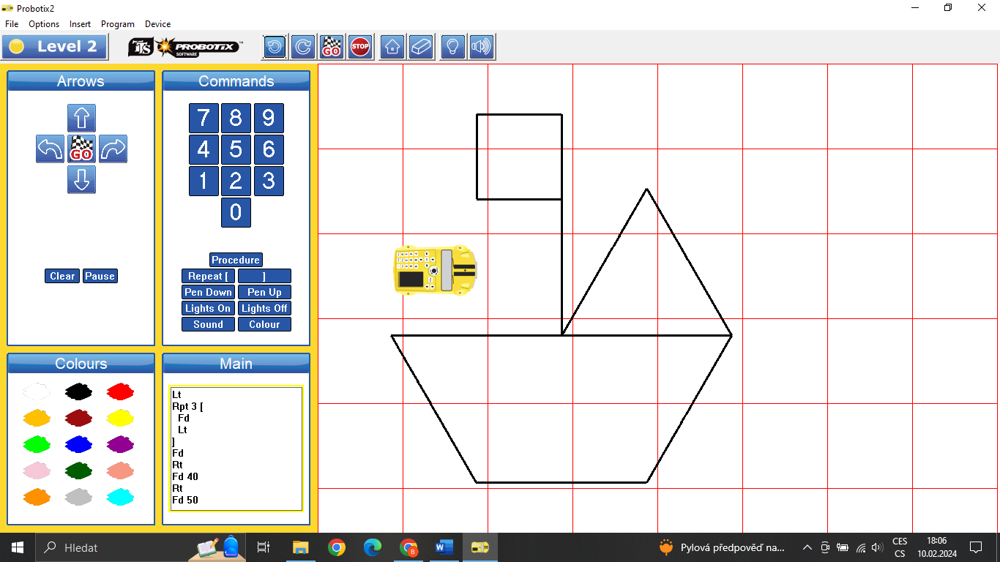 Probotix2
File Options Insert Program Device
Level 2
TTS PROBOTIX™
SOFTWARE
GO STOP
Arrows
GO
Clear Pause
Commands
7 8 9
4 5 6
1 2 3
0
Procedure
Repeat [ ]
Pen Down Pen Up
Lights On Lights Off
Sound Colour
Colours
Main
Lt
Rpt 3 [
Fd
Lt
]
Fd
Rt
Fd 40
Rt
Fd 50
Hledat
Pylová předpověď na...
CES
CS
18:06
10.02.2024